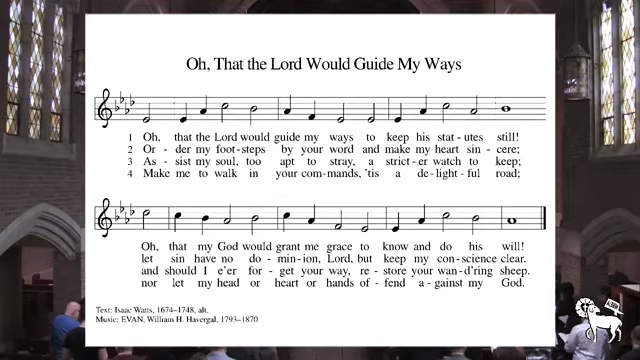 Oh, That the Lord Would Guide My Ways
1 Oh, that the Lord would guide my ways to keep his stat - utes still!
2 Or - der my foot - steps by your word and make my heart sin - cere;
3 As - sist my soul, too apt to stray, a strict - er watch to keep;
4 Make me to walk in your com - mands, 'tis a de - light - ful road;
Oh, that my God would grant me grace to know and do his will!
let sin have no do - min - ion, Lord, but keep my con - science clear.
and should I e'er for - get your way, re - store your wan - d'ring sheep.
nor let my head or heart or hands of - fend a - gainst my God.
Text: Isaac Watts, 1674–1748, alt.
Music: EVAN, William H. Havergal, 1793–1870